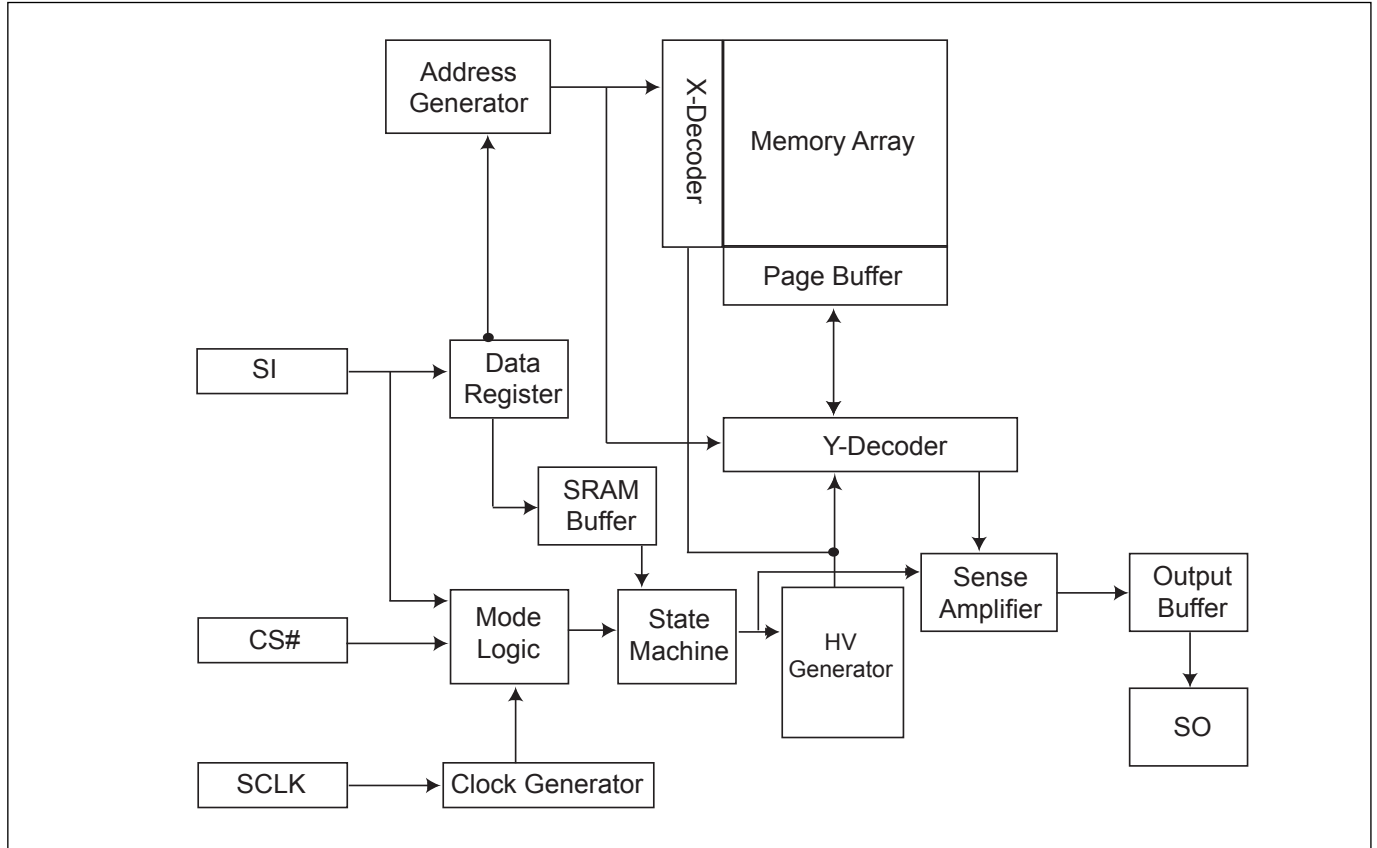 Address
Generator
X-Decoder
Memory Array
Page Buffer
SI
Data
Register
Y-Decoder
SRAM
Buffer
Sense
Amplifier
Output
Buffer
CS#
Mode
Logic
State
Machine
HV
Generator
SO
SCLK
Clock Generator